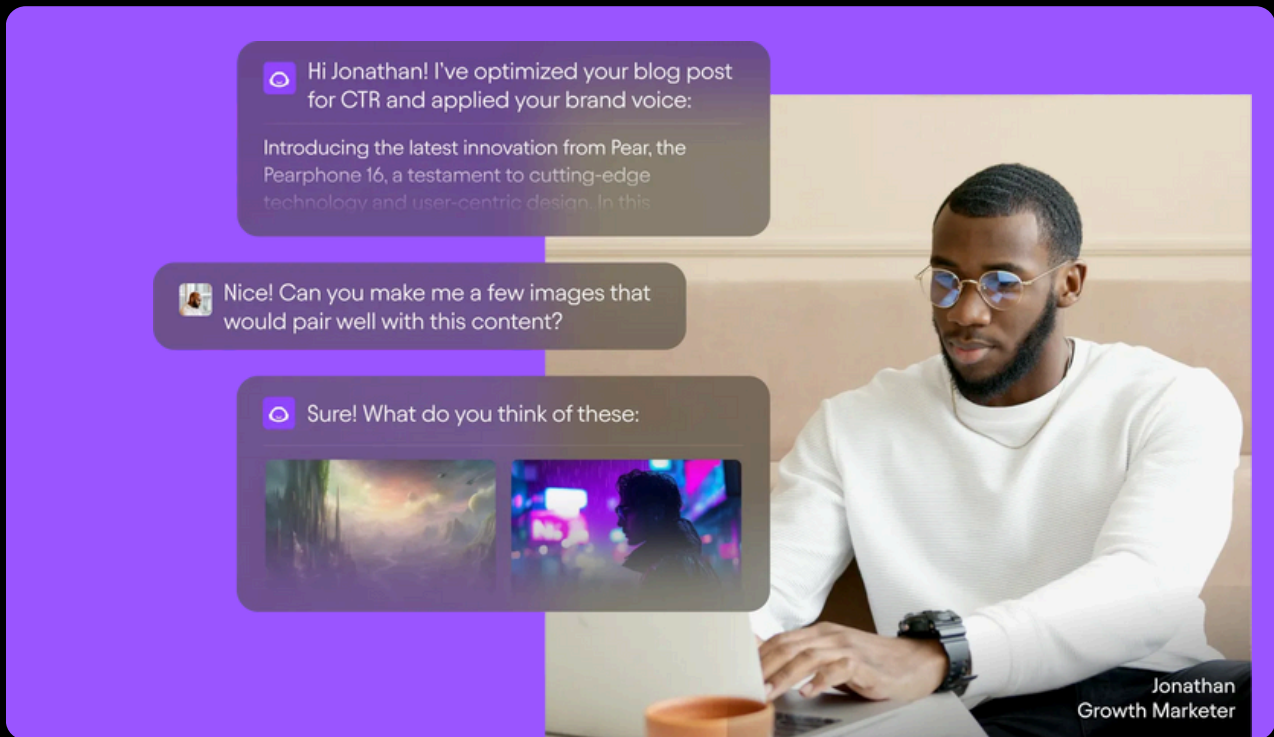 Hi Jonathan! I've optimized your blog post
for CTR and applied your brand voice:
Introducing the latest innovation from Pear, the
Pearphone 16, a testament to cutting-edge
technology and user-centric design. In this
Nice! Can you make me a few images that
would pair well with this content?
Sure! What do you think of these:
Jonathan
Growth Marketer